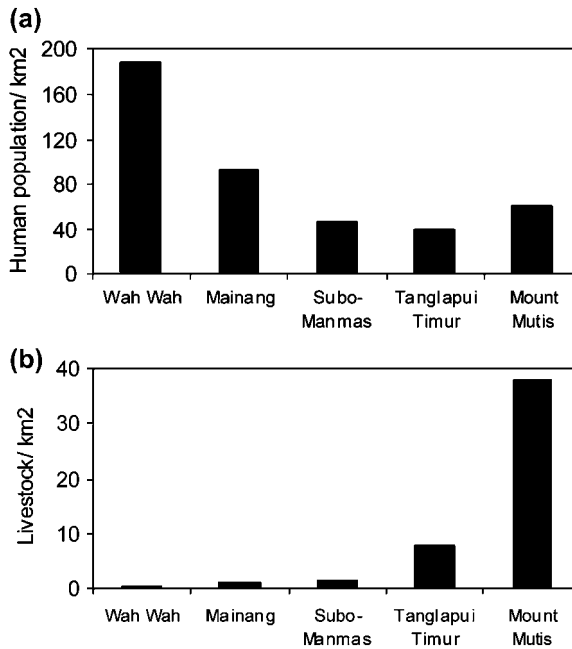 (a)
Human population/ km2
200
160
120
80
40
0
Wah Wah
Mainang
Subo-
Manmas
Tanglapui
Timur
Mount
Mutis
(b)
Livestock/ km2
40
30
20
10
0
Wah Wah
Mainang
Subo-
Manmas
Tanglapui
Timur
Mount
Mutis